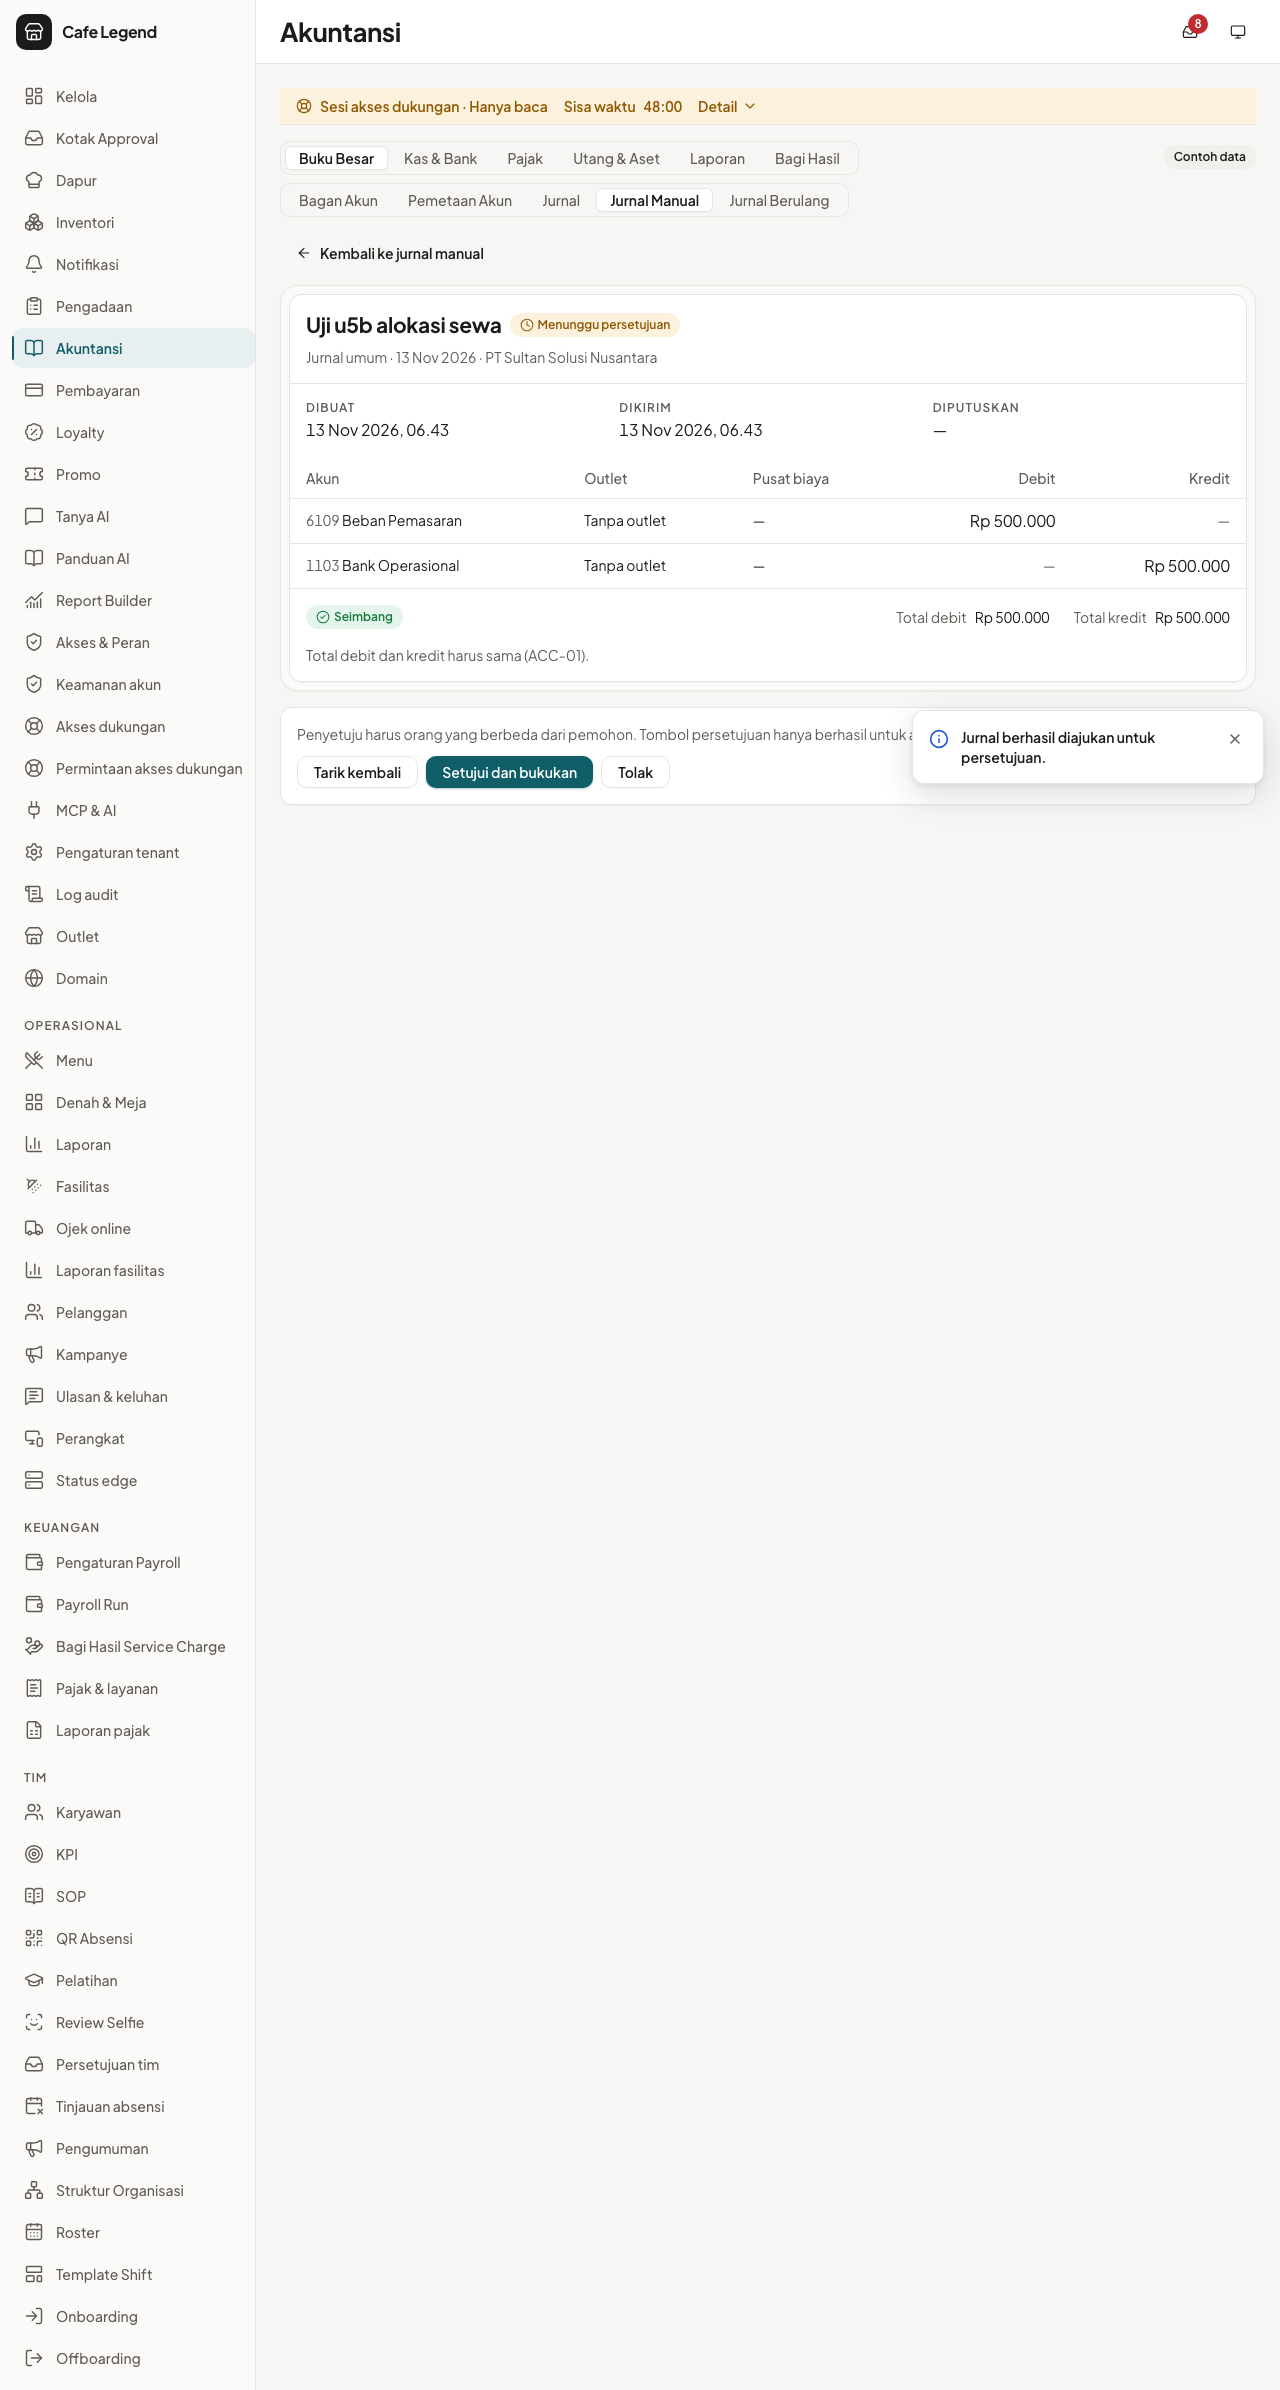 Cafe Legend
Kelola
Kotak Approval
Dapur
Inventori
Notifikasi
Pengadaan
Akuntansi
Pembayaran
Loyalty
Promo
Tanya AI
Panduan AI
Report Builder
Akses & Peran
Keamanan akun
Akses dukungan
Permintaan akses dukungan
MCP & AI
Pengaturan tenant
Log audit
Outlet
Domain
OPERASIONAL
Menu
Denah & Meja
Laporan
Fasilitas
Ojek online
Laporan fasilitas
Pelanggan
Kampanye
Ulasan & keluhan
Perangkat
Status edge
KEUANGAN
Pengaturan Payroll
Payroll Run
Bagi Hasil Service Charge
Pajak & layanan
Laporan pajak
TIM
Karyawan
KPI
SOP
QR Absensi
Pelatihan
Review Selfie
Persetujuan tim
Tinjauan absensi
Pengumuman
Struktur Organisasi
Roster
Template Shift
Onboarding
Offboarding
Akuntansi
8
Sesi akses dukungan · Hanya baca Sisa waktu 48:00 Detail
Buku Besar Kas & Bank Pajak Utang & Aset Laporan Bagi Hasil
Contoh data
Bagan Akun Pemetaan Akun Jurnal Jurnal Manual Jurnal Berulang
Kembali ke jurnal manual
Uji u5b alokasi sewa Menunggu persetujuan
Jurnal umum · 13 Nov 2026 · PT Sultan Solusi Nusantara
DIBUAT DIKIRIM DIPUTUSKAN
13 Nov 2026, 06.43 13 Nov 2026, 06.43 —
Akun Outlet Pusat biaya Debit Kredit
6109 Beban Pemasaran Tanpa outlet — Rp 500.000 —
1103 Bank Operasional Tanpa outlet — — Rp 500.000
Seimbang Total debit Rp 500.000 Total kredit Rp 500.000
Total debit dan kredit harus sama (ACC-01).
Penyetuju harus orang yang berbeda dari pemohon. Tombol persetujuan hanya berhasil untuk
Tarik kembali Setujui dan bukukan Tolak
Jurnal berhasil diajukan untuk
persetujuan.